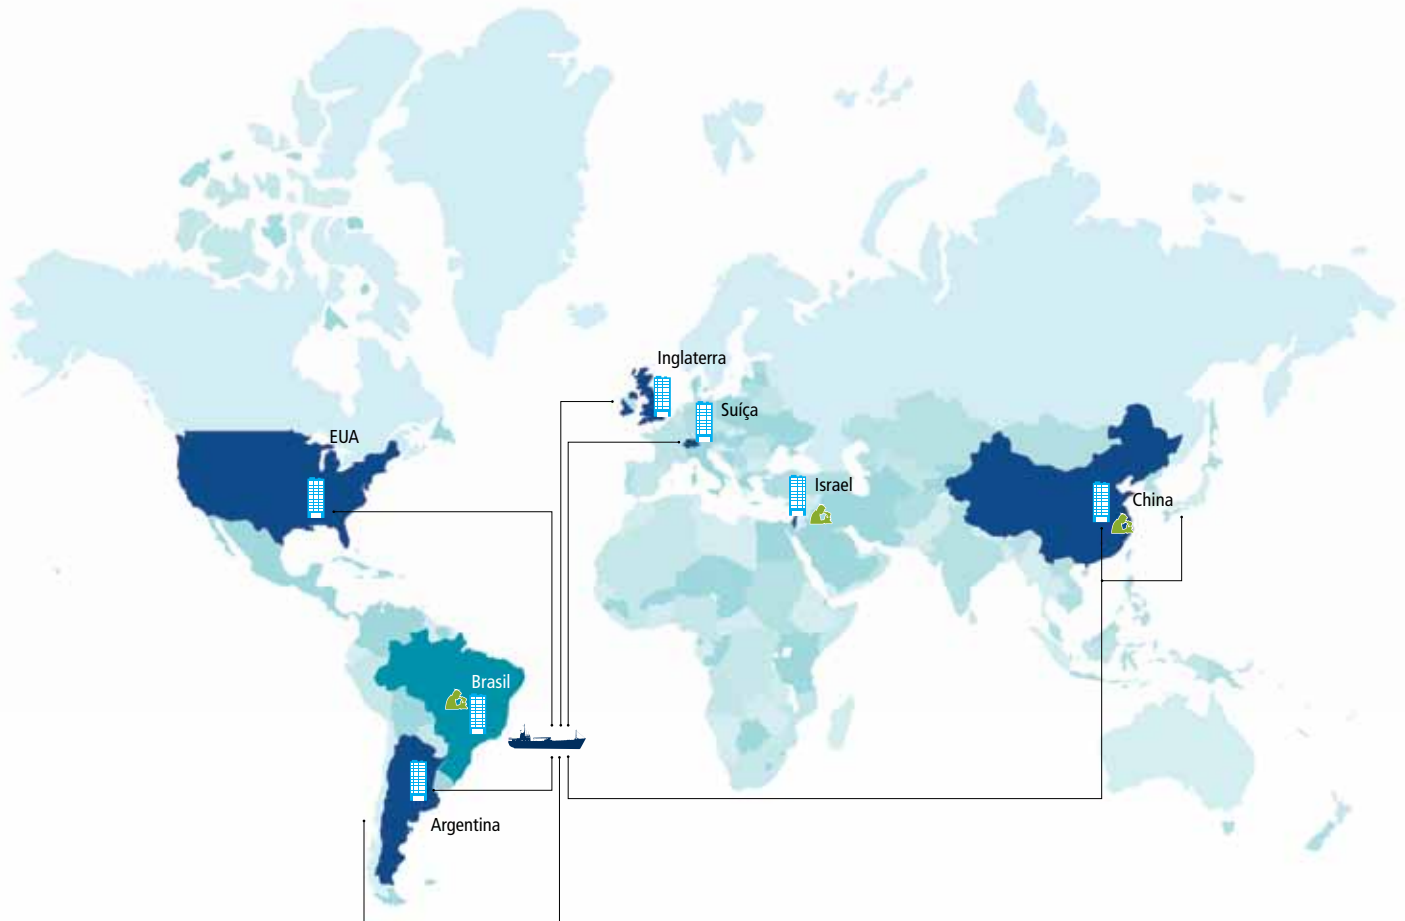 Inglaterra
Suíça
EUA
Israel
China
Brasil
Argentina